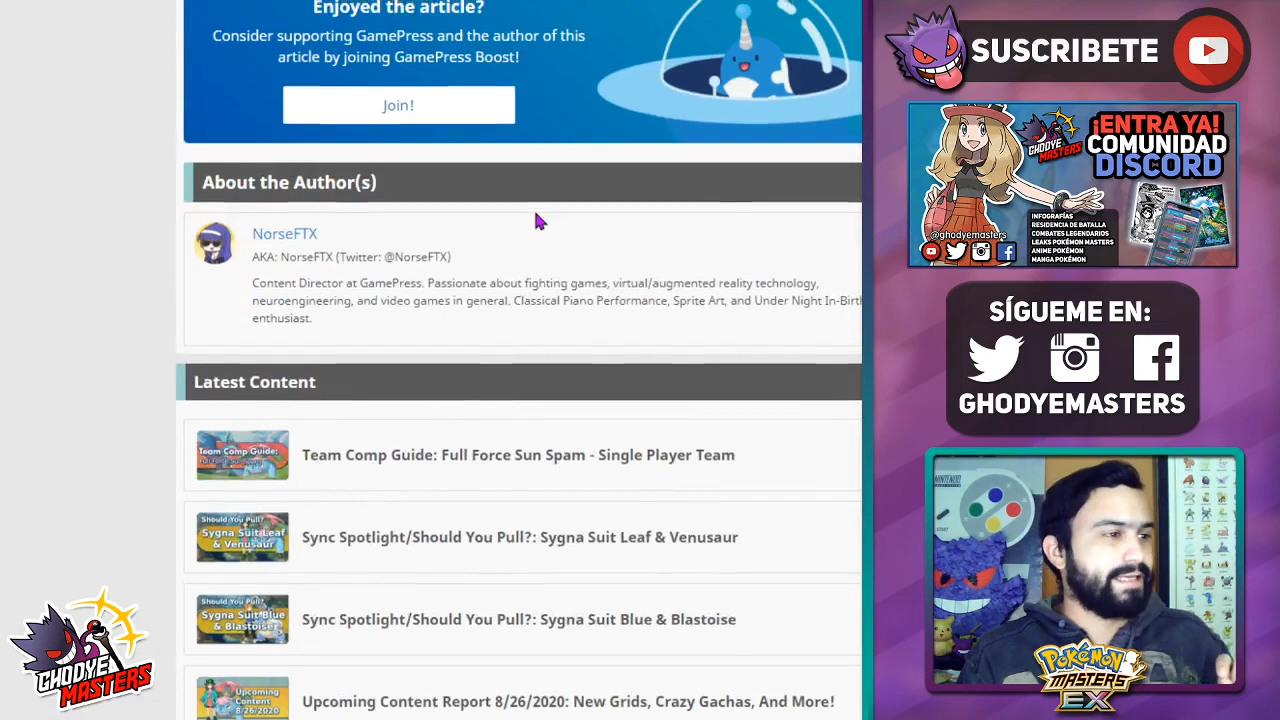 Enjoyed the article?
Consider supporting GamePress and the author of this
article by joining GamePress Boost!
Join!
About the Author(s)
NorseFTX
AKA: NorseFTX (Twitter: @NorseFTX)
Content Director at GamePress. Passionate about fighting games, virtual/augmented reality technology,
neuroengineering, and video games in general. Classical Piano Performance, Sprite Art, and Under Night In-Birth
enthusiast.
Latest Content
Team Comp Guide:
Team Comp Guide: Full Force Sun Spam - Single Player Team
Should You Pull?
Sygna Suit Leaf
& Venusaur
Sync Spotlight/Should You Pull?: Sygna Suit Leaf & Venusaur
Should You Pull?
Sygna Suit Blue
& Blastoise
Sync Spotlight/Should You Pull?: Sygna Suit Blue & Blastoise
Upcoming
Content
8/26/2020
Upcoming Content Report 8/26/2020: New Grids, Crazy Gachas, And More!
GHODYE
MASTERS
SUSCRIBETE
¡ENTRA YA!
COMUNIDAD
DISCORD
GHODYE
MASTERS
@ghodyemasters
INFOGRAFÍAS
RESIDENCIA DE BATALLA
COMBATES LEGENDARIOS
LEAKS POKÉMON MASTERS
ANIME POKÉMON
MANGA POKÉMON
SÍGUEME EN:
GHODYEMASTERS
NINTENDO
POKéMON
MASTERS
EX